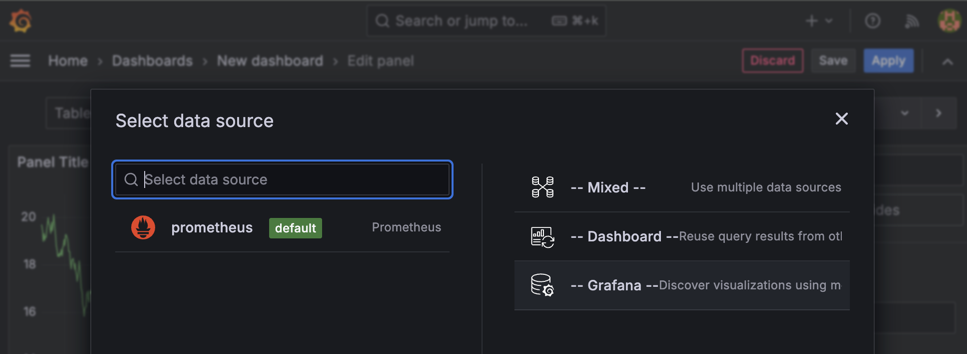 Search or jump to... ⌘+k
Home › Dashboards › New dashboard › Edit panel
Discard Save Apply
Table
Select data source
Panel Title
Select data source
-- Mixed -- Use multiple data sources
prometheus default Prometheus
20
-- Dashboard -- Reuse query results from otl
18
-- Grafana -- Discover visualizations using m
16